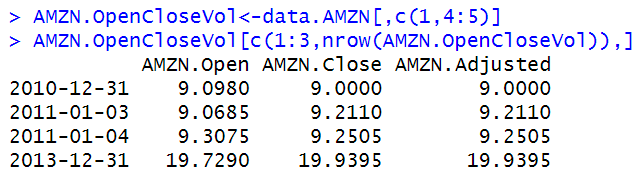 > AMZN.OpenCloseVol<-data.AMZN[,c(1,4:5)]
> AMZN.OpenCloseVol[c(1:3,nrow(AMZN.OpenCloseVol)),]
AMZN.Open AMZN.Close AMZN.Adjusted
2010-12-31 9.0980 9.0000 9.0000
2011-01-03 9.0685 9.2110 9.2110
2011-01-04 9.3075 9.2505 9.2505
2013-12-31 19.7290 19.9395 19.9395